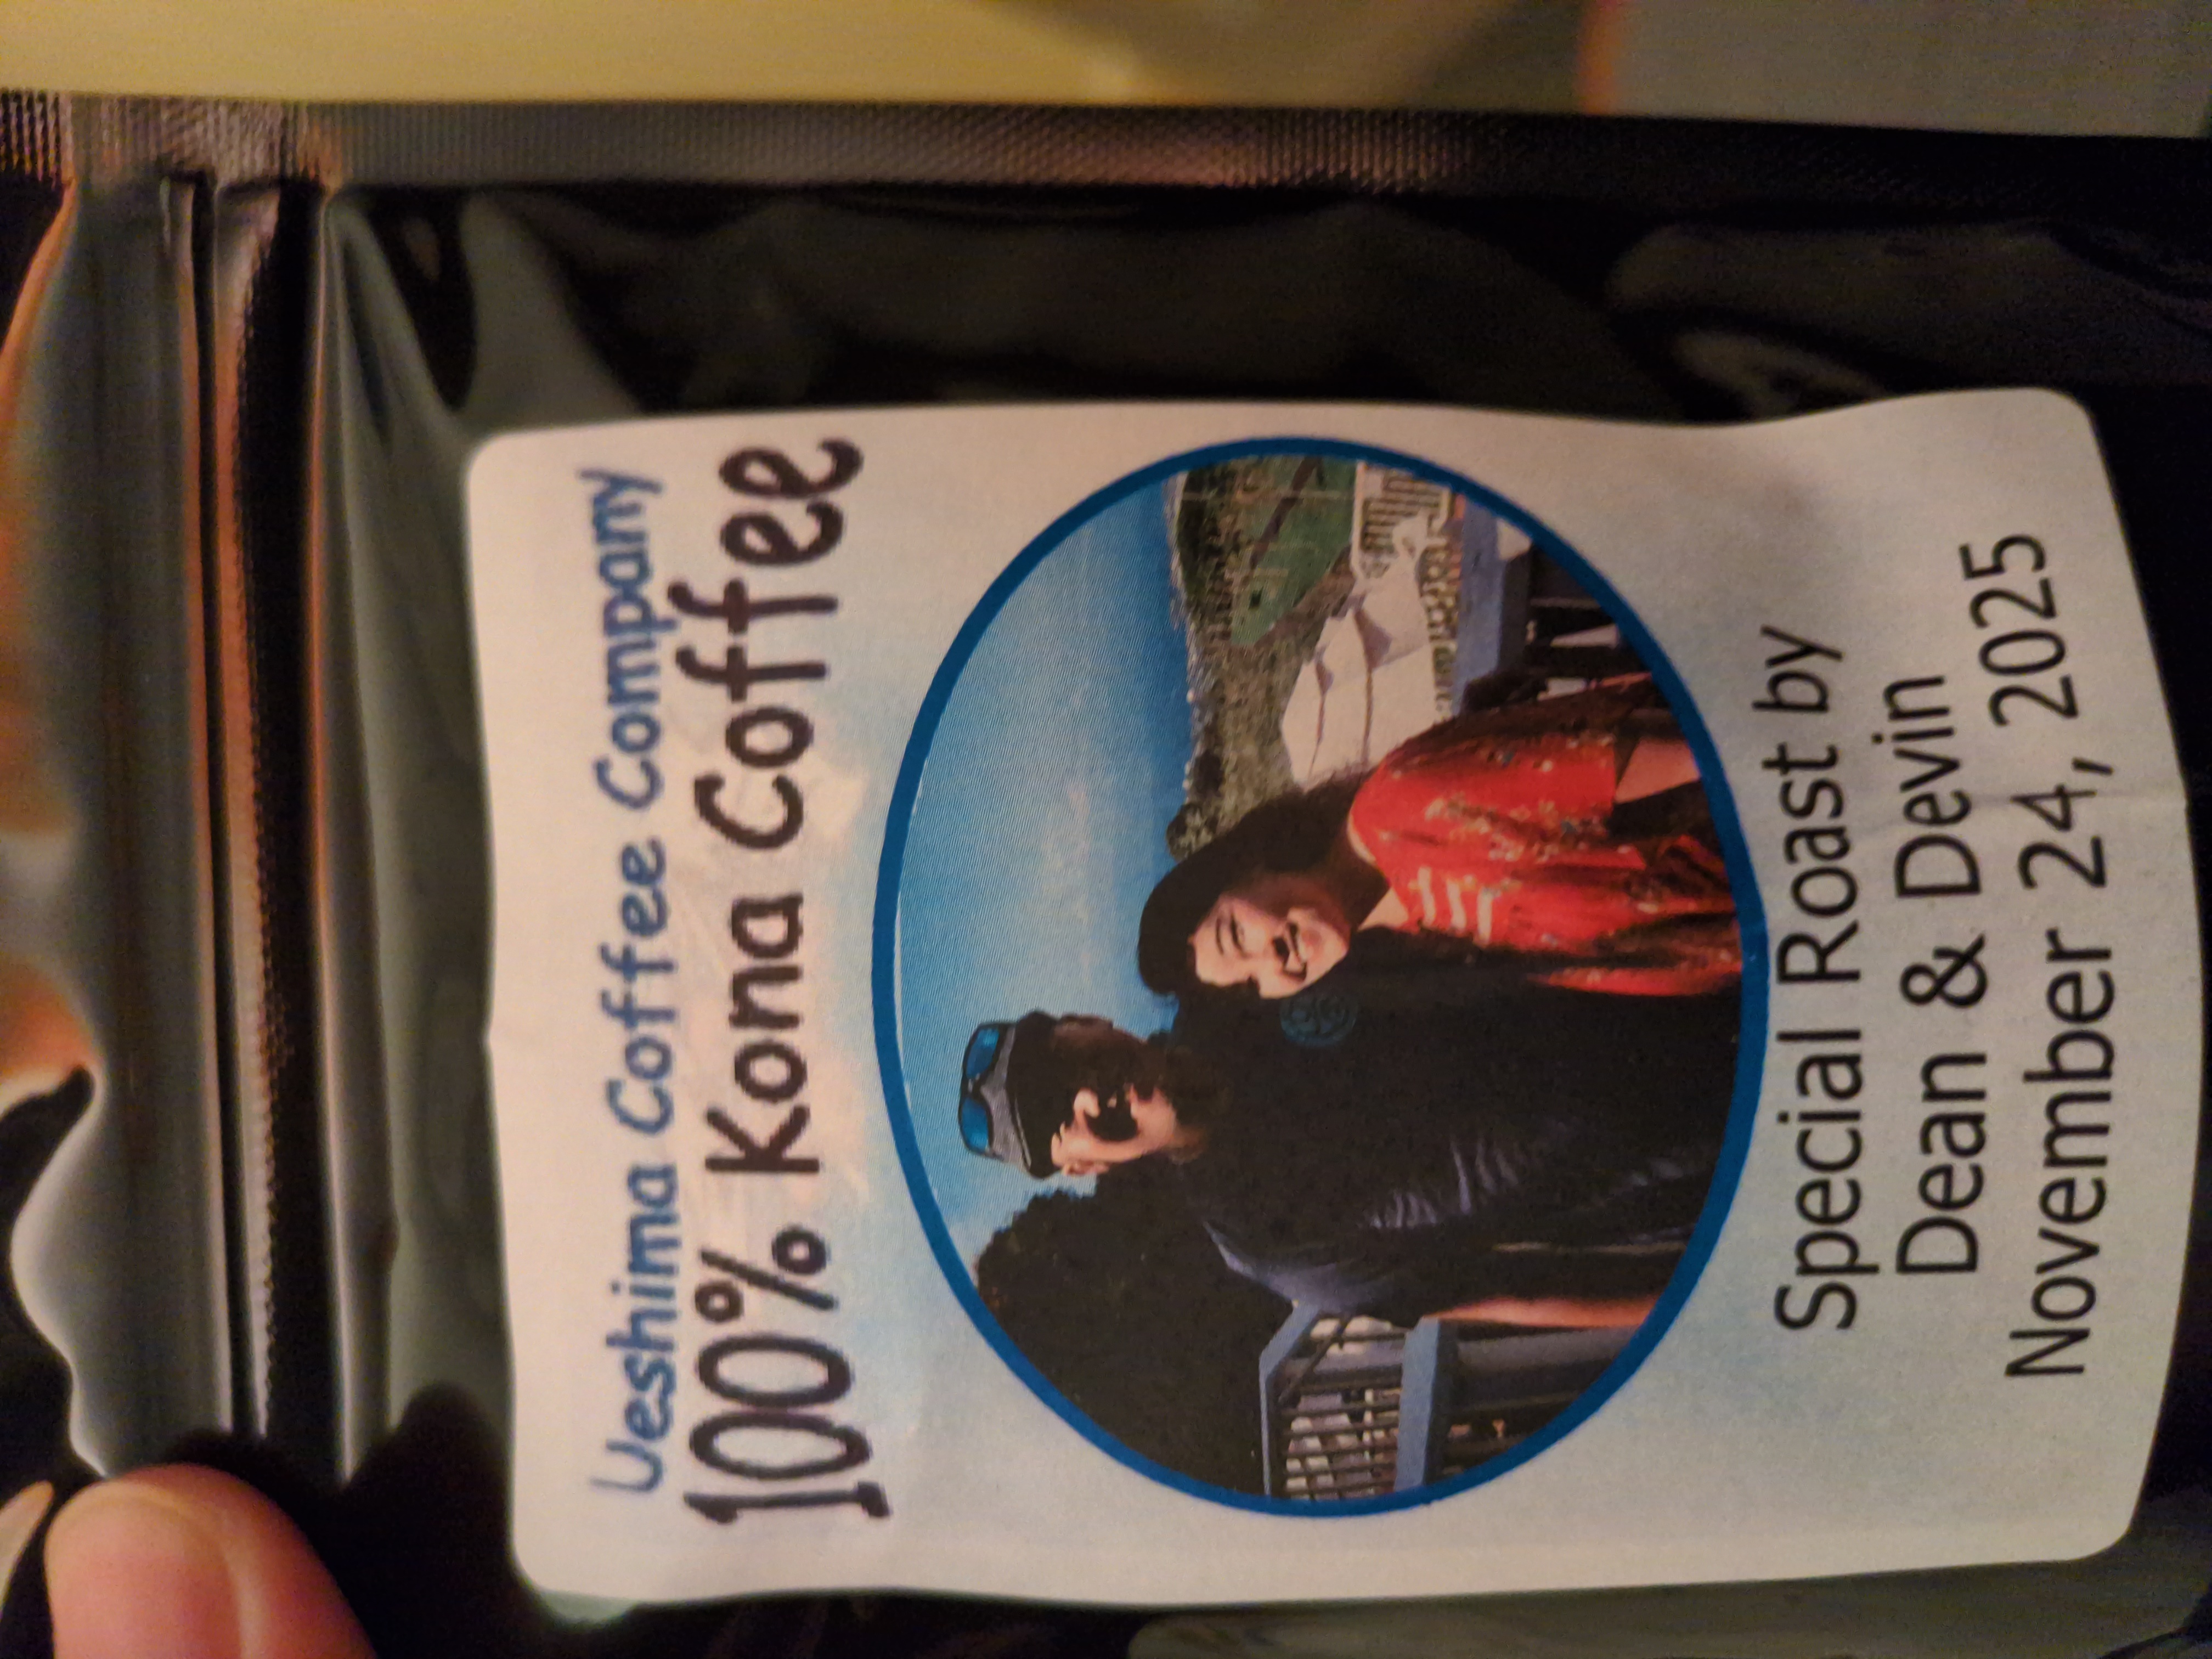 Ueshima Coffee Company
100% Kona Coffee
Special Roast by
Dean & Devin
November 24, 2025